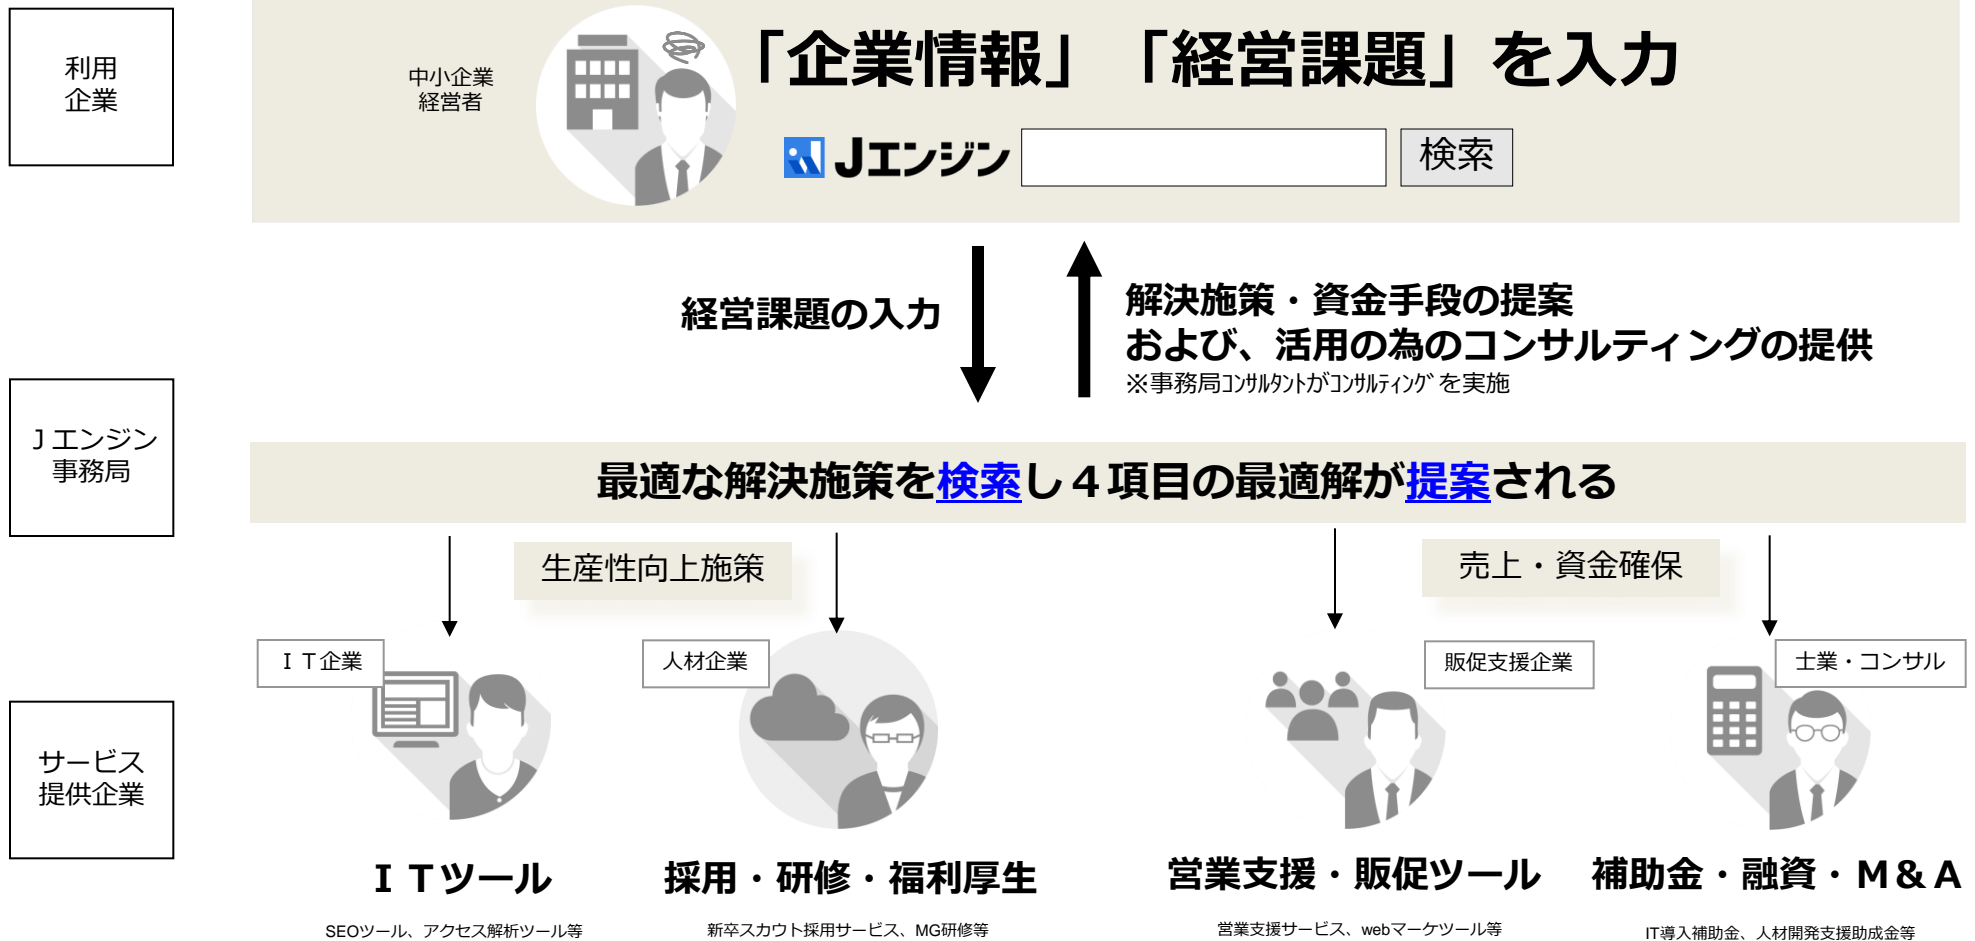 利用
企業
中小企業
経営者
「企業情報」「経営課題」を入力
Jエンジン
検索
経営課題の入力
解決施策・資金手段の提案
および、活用の為のコンサルティングの提供
※事務局ｺﾝｻﾙﾀﾝﾄがｺﾝｻﾙﾃｨﾝｸﾞを実施
Ｊエンジン
事務局
最適な解決施策を検索し４項目の最適解が提案される
生産性向上施策
売上・資金確保
ＩＴ企業
人材企業
販促支援企業
士業・コンサル
サービス
提供企業
ＩＴツール
採用・研修・福利厚生
営業支援・販促ツール
補助金・融資・Ｍ＆Ａ
SEOツール、アクセス解析ツール等
新卒スカウト採用サービス、MG研修等
営業支援サービス、webマーケツール等
IT導入補助金、人材開発支援助成金等